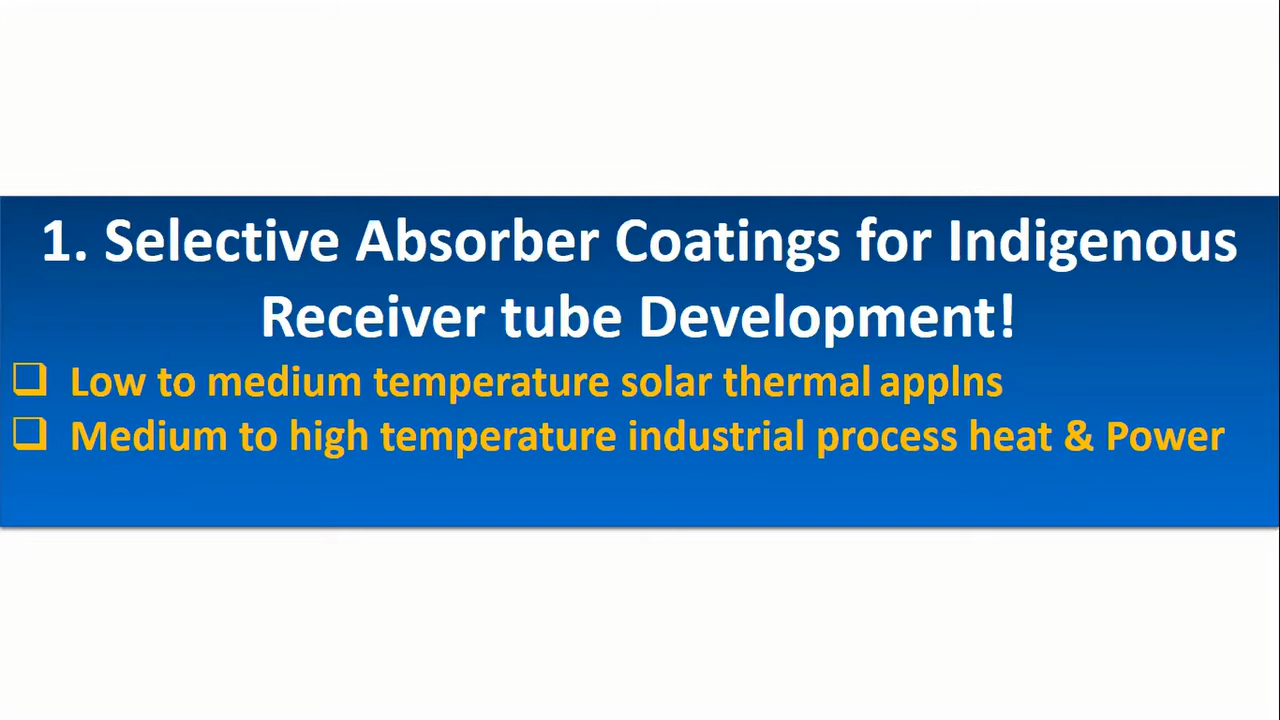 1. Selective Absorber Coatings for Indigenous
Receiver tube Development!
❑ Low to medium temperature solar thermal applns
❑ Medium to high temperature industrial process heat & Power